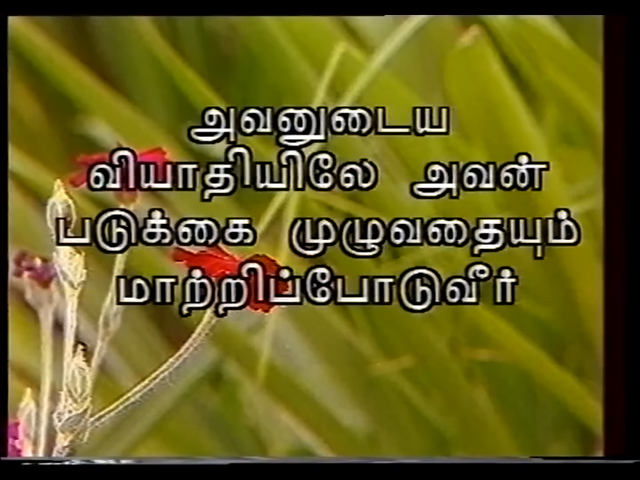 அவனுடைய
வியாதியிலே அவன்
படுக்கை முழுவதையும்
மாற்றிப்போடுவீர்